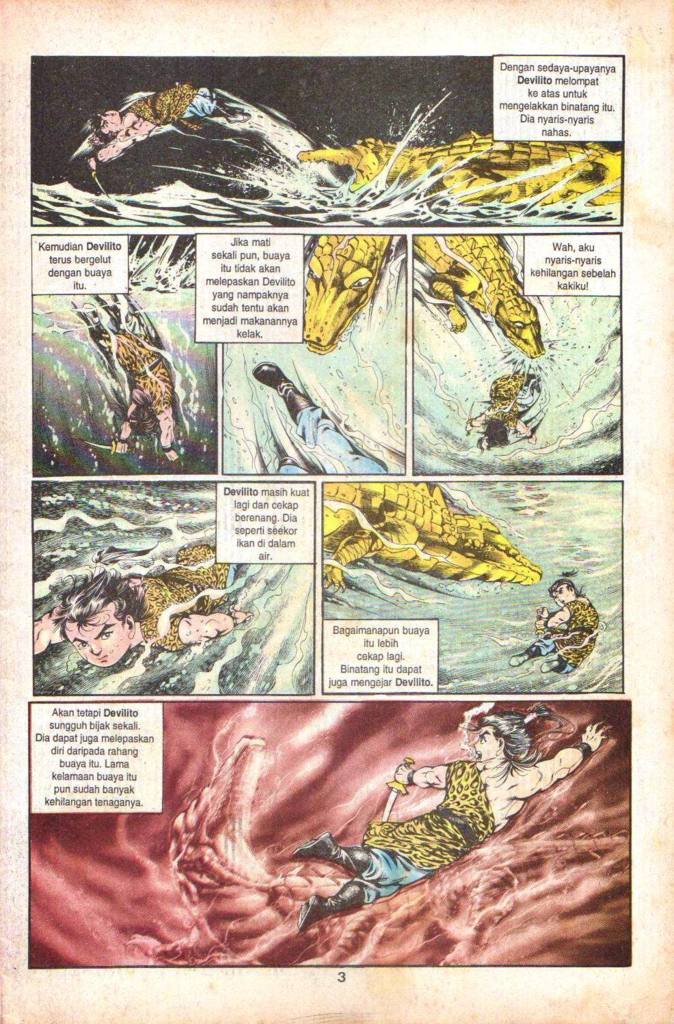 Dengan sedaya-upayanya
Devilito melompat
ke atas untuk
mengelakkan binatang itu.
Dia nyaris-nyaris
nahas.
Kemudian Devilito
terus bergelut
dengan buaya
itu.
Jika mati
sekali pun, buaya
itu tidak akan
melepaskan Devilito
yang nampaknya
sudah tentu akan
menjadi makanannya
kelak.
Wah, aku
nyaris-nyaris
kehilangan sebelah
kakiku!
Devilito masih kuat
lagi dan cekap
berenang. Dia
seperti seekor
ikan di dalam
air.
Bagaimanapun buaya
itu lebih
cekap lagi.
Binatang itu dapat
juga mengejar Devilito.
Akan tetapi Devilito
sungguh bijak sekali.
Dia dapat juga melepaskan
diri daripada rahang
buaya itu. Lama
kelamaan buaya itu
pun sudah banyak
kehilangan tenaganya.
3